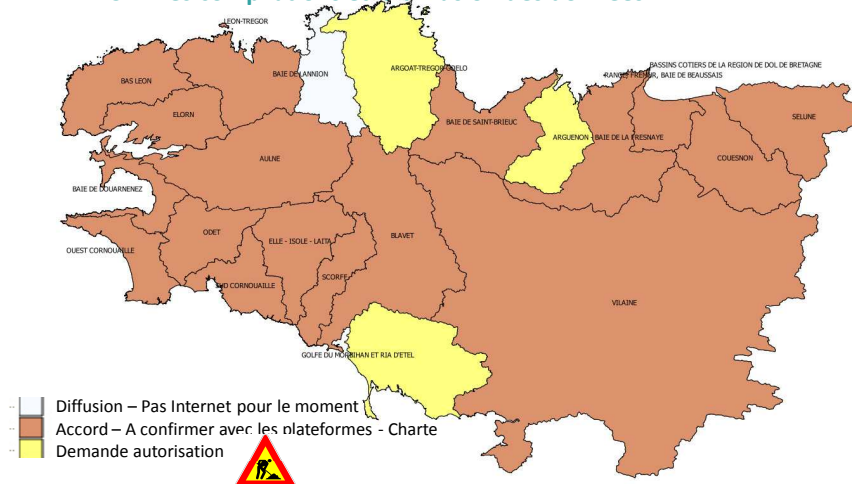 LEON-TREGOR
BAS LEON
BAIE DE LANNION
ARGOAT-TREGOR-GOELO
BASSINS COTIERS DE LA REGION DE DOL DE BRETAGNE
RANCE FREMUR, BAIE DE BEAUSSAIS
ELORN
BAIE DE SAINT-BRIEUC
ARGUENON - BAIE DE LA FRESNAYE
SELUNE
AULNE
COUESNON
BAIE DE DOUARNENEZ
ODET
ELLE - ISOLE - LAITA
BLAVET
OUEST CORNOUAILLE
SCORFF
SUD CORNOUAILLE
VILAINE
GOLFE DU MORBIHAN ET RIA D'ETEL
Diffusion – Pas Internet pour le moment
Accord – A confirmer avec les plateformes - Charte
Demande autorisation